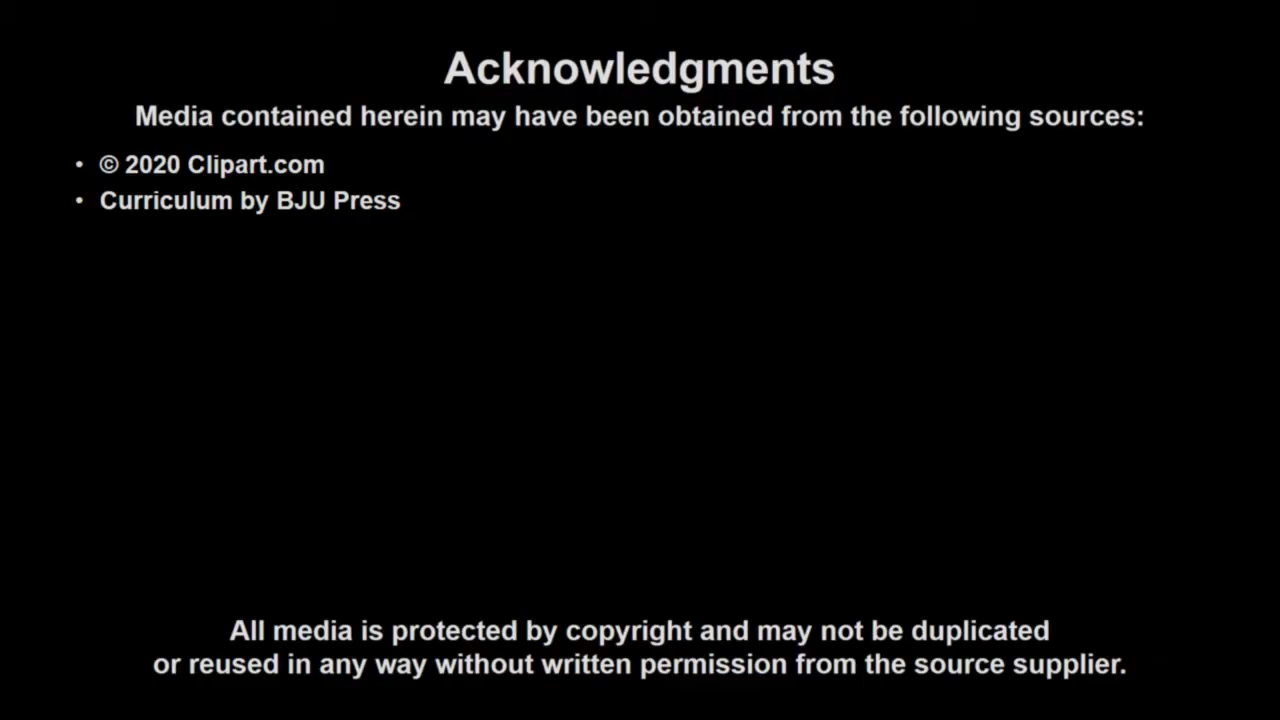 Acknowledgments
Media contained herein may have been obtained from the following sources:
• © 2020 Clipart.com
• Curriculum by BJU Press
All media is protected by copyright and may not be duplicated
or reused in any way without written permission from the source supplier.